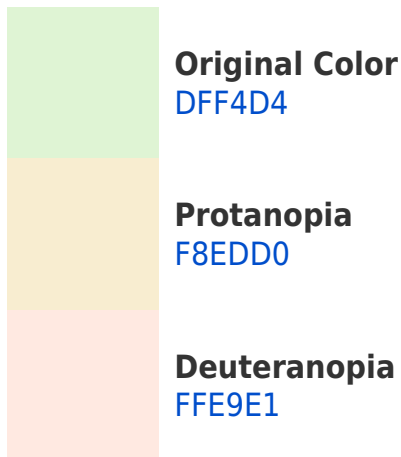 Original Color
DFF4D4
Protanopia
F8EDD0
Deuteranopia
FFE9E1